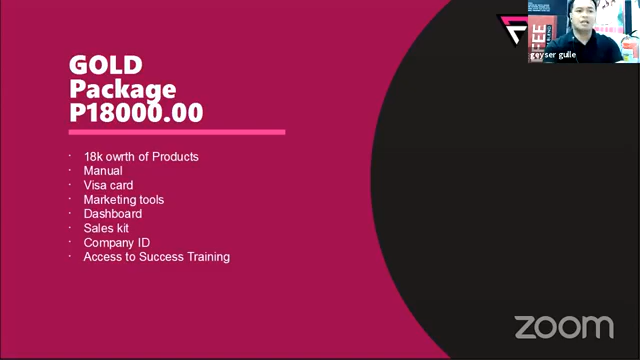 GOLD
Package
P18000.00
· 18k owrth of Products
· Manual
· Visa card
· Marketing tools
· Dashboard
· Sales kit
· Company ID
· Access to Success Training
geyser guile
zoom